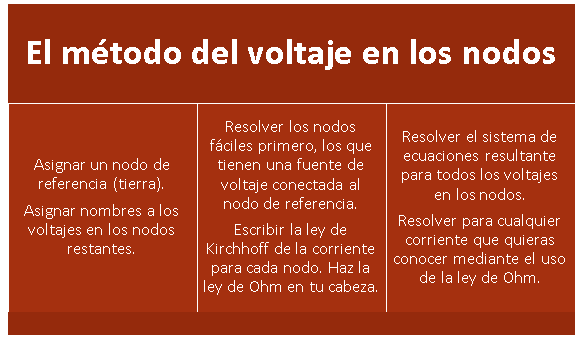 El método del voltaje en los nodos
Asignar un nodo de
referencia (tierra).
Asignar nombres a los
voltajes en los nodos
restantes.
Resolver los nodos
fáciles primero, los que
tienen una fuente de
voltaje conectada al
nodo de referencia.
Escribir la ley de
Kirchhoff de la corriente
para cada nodo. Haz la
ley de Ohm en tu cabeza.
Resolver el sistema de
ecuaciones resultante
para todos los voltajes
en los nodos.
Resolver para cualquier
corriente que quieras
conocer mediante el uso
de la ley de Ohm.